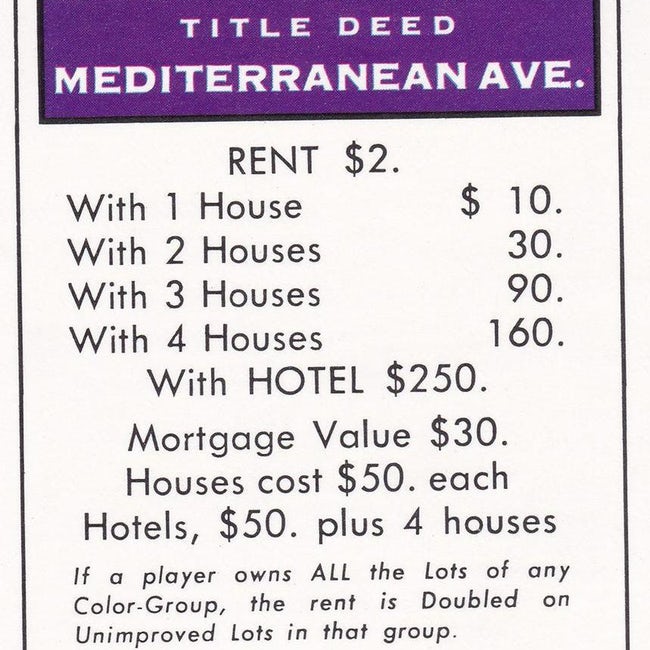 TITLE DEED
MEDITERRANEAN AVE.
RENT $2.
With 1 House $ 10.
With 2 Houses 30.
With 3 Houses 90.
With 4 Houses 160.
With HOTEL $250.
Mortgage Value $30.
Houses cost $50. each
Hotels, $50. plus 4 houses
If a player owns ALL the Lots of any
Color-Group, the rent is Doubled on
Unimproved Lots in that group.